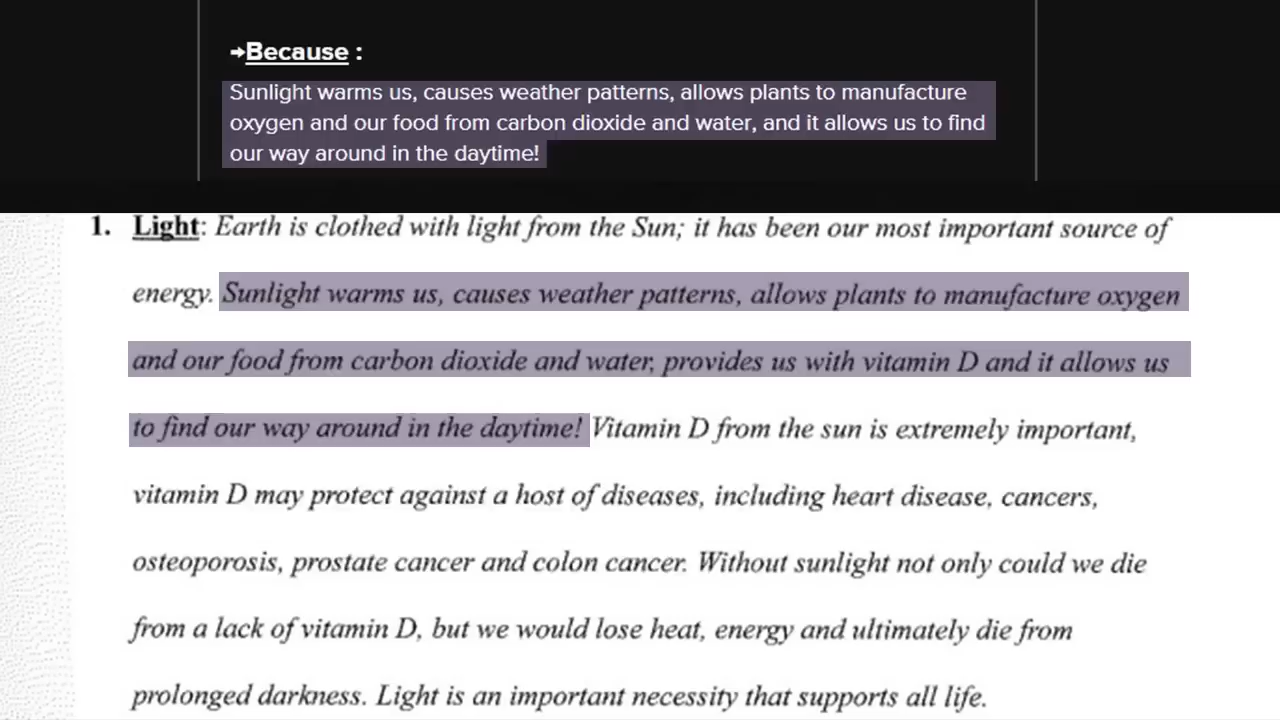 →Because :
Sunlight warms us, causes weather patterns, allows plants to manufacture
oxygen and our food from carbon dioxide and water, and it allows us to find
our way around in the daytime!
1. Light: Earth is clothed with light from the Sun; it has been our most important source of
energy. Sunlight warms us, causes weather patterns, allows plants to manufacture oxygen
and our food from carbon dioxide and water, provides us with vitamin D and it allows us
to find our way around in the daytime! Vitamin D from the sun is extremely important,
vitamin D may protect against a host of diseases, including heart disease, cancers,
osteoporosis, prostate cancer and colon cancer. Without sunlight not only could we die
from a lack of vitamin D, but we would lose heat, energy and ultimately die from
prolonged darkness. Light is an important necessity that supports all life.